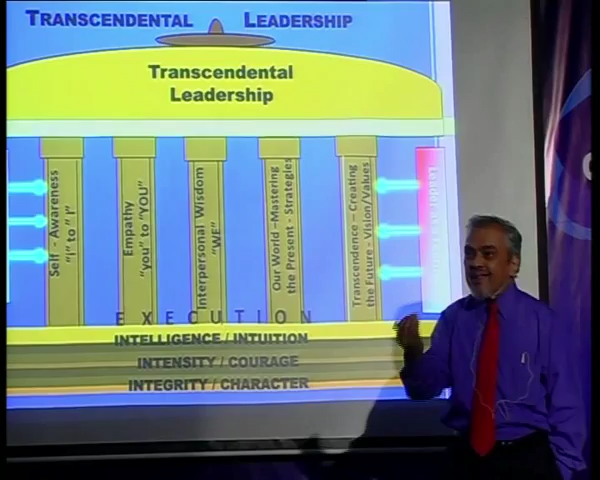 TRANSCENDENTAL LEADERSHIP
Transcendental
Leadership
Self - Awareness
"I" to "I"
Empathy
"you" to "YOU"
Interpersonal Wisdom
"WE"
Our World –Mastering
the Present - Strategies
Transcendence – Creating
the Future - Vision/Values
EXECUTION
INTELLIGENCE / INTUITION
INTENSITY / COURAGE
INTEGRITY / CHARACTER